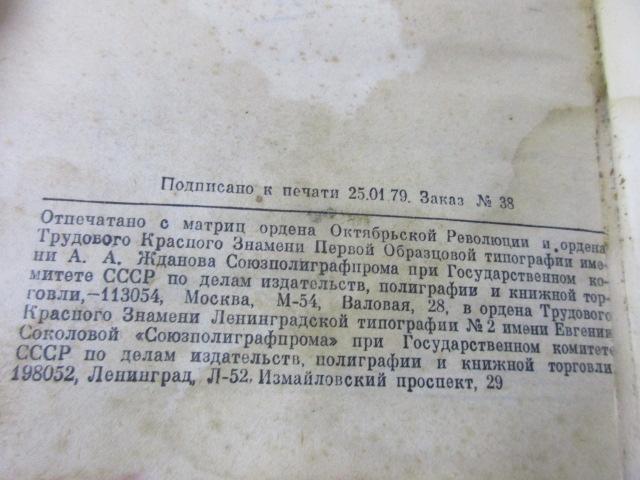 Подписано к печати 25.01.79. Заказ № 38
Отпечатано с матриц ордена Октябрьской Революции и ордена
Трудового Красного Знамени Первой Образцовой типографии име-
ни А. А. Жданова Союзполиграфпрома при Государственном ко-
митете СССР по делам издательств, полиграфии и книжной тор-
говли,—113054, Москва, М-54, Валовая, 28, в ордена Трудового
Красного Знамени Ленинградской типографии № 2 имени Евгении
Соколовой «Союзполиграфпрома» при Государственном комитете
СССР по делам издательств, полиграфии и книжной торговли
198052, Ленинград, Л-52, Измайловский проспект, 29